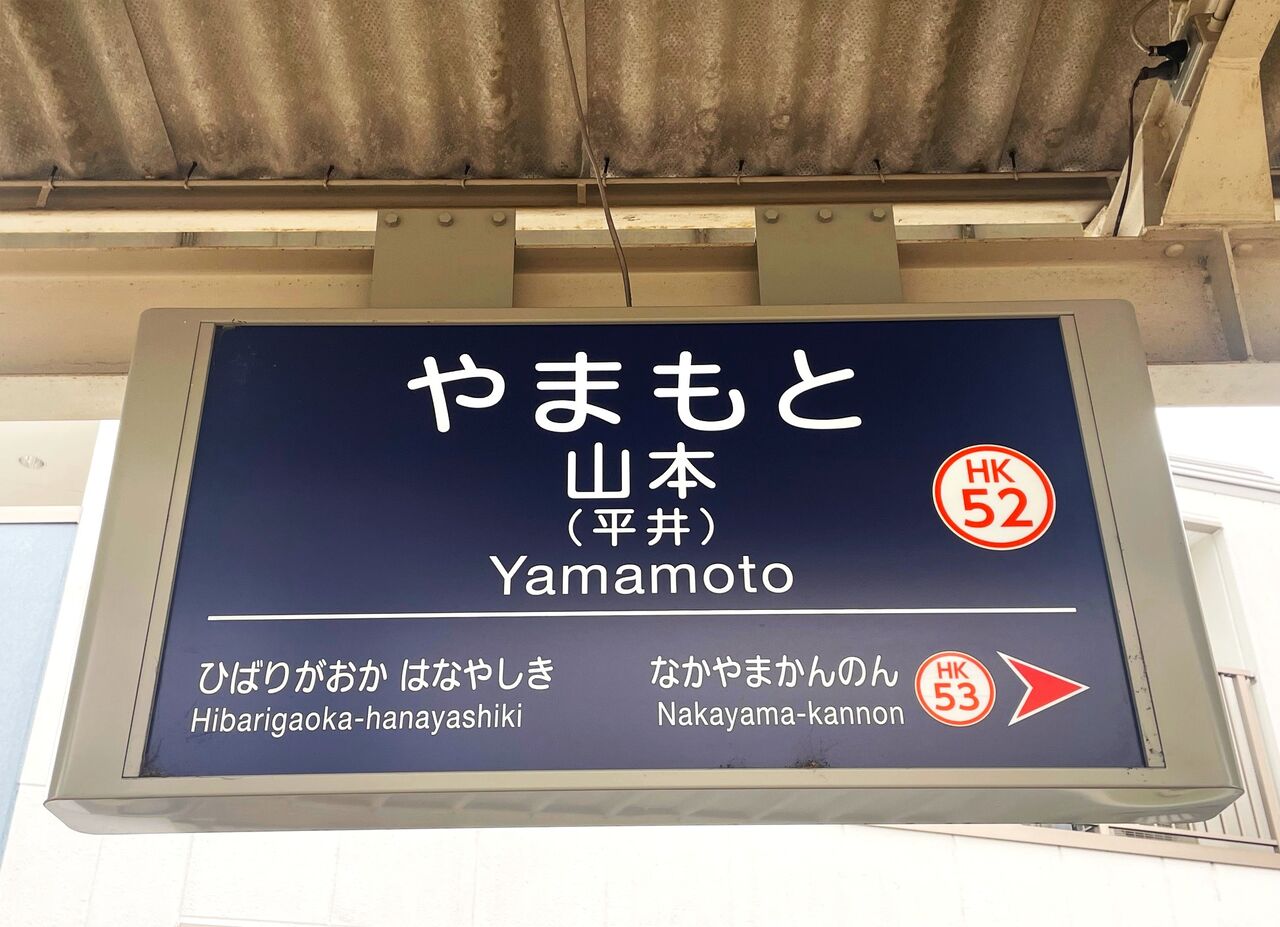 やまもと
山本
(平井)
Yamamoto
HK
52
ひばりがおか はなやしき
Hibarigaoka-hanayashiki
なかやまかんのん
Nakayama-kannon
HK
53